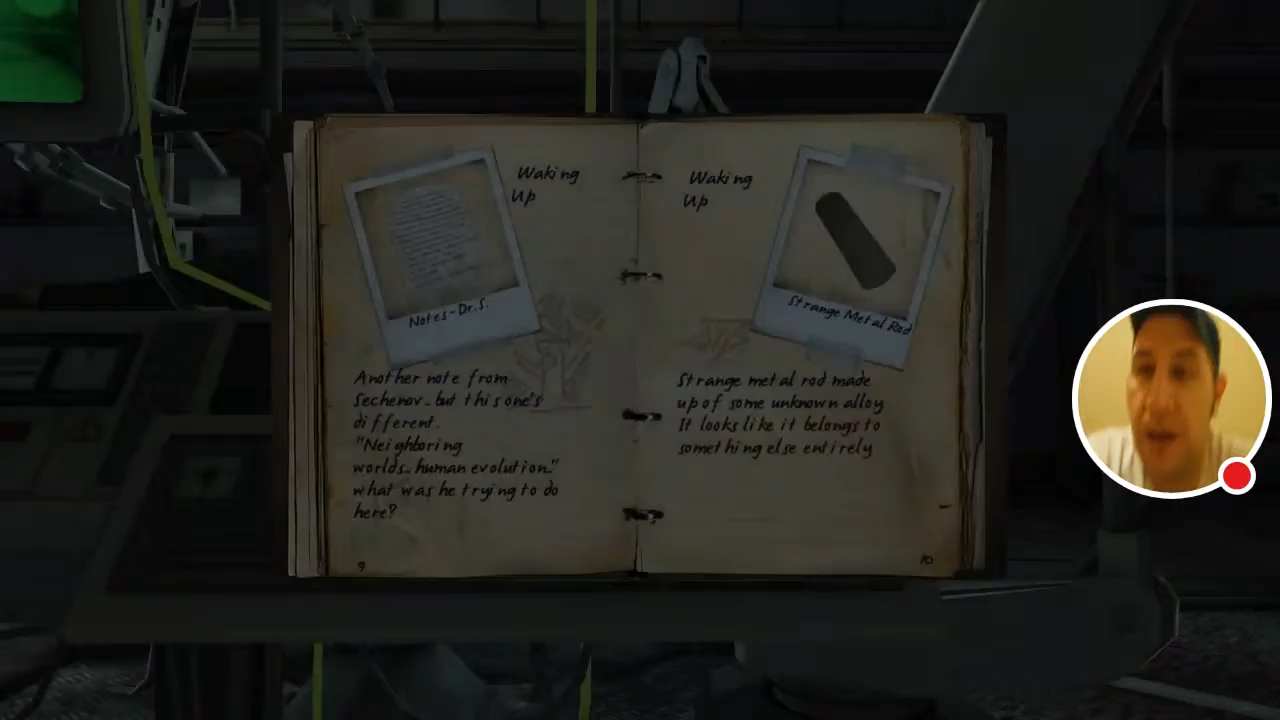 Waking
Up
Notes-Dr.S.
Another note from
Sechenov..but this one's
different.
"Neighboring
worlds...human evolution."
what was he trying to do
here?
9
Waking
Up
Strange Metal Rod
Strange metal rod made
up of some unknown alloy
It looks like it belongs to
something else entirely
10